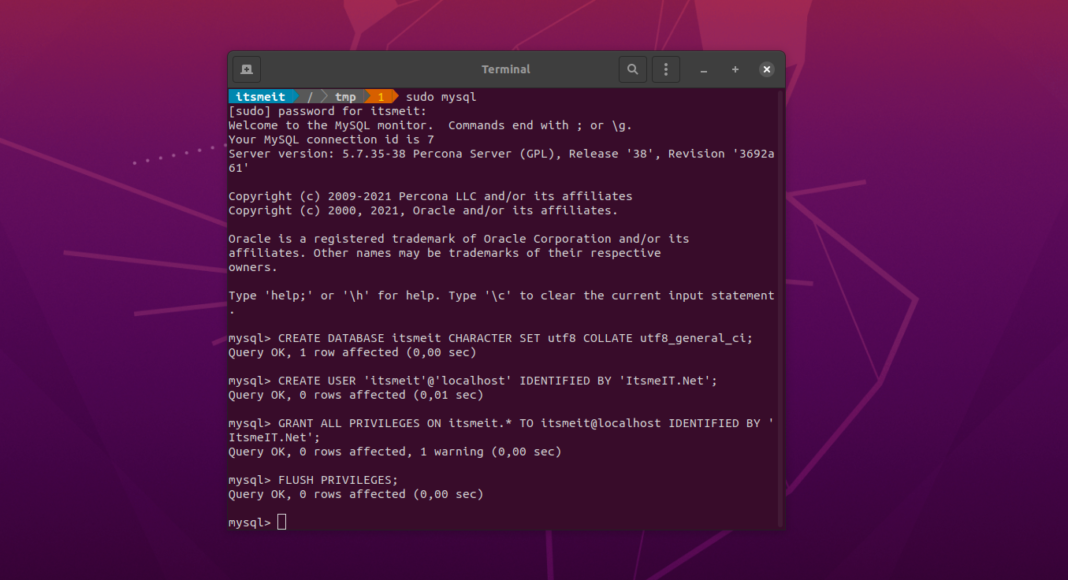 Terminal
itsmeit / tmp 1 sudo mysql
[sudo] password for itsmeit:
Welcome to the MySQL monitor.  Commands end with ; or \g.
Your MySQL connection id is 7
Server version: 5.7.35-38 Percona Server (GPL), Release '38', Revision '3692a
61'
Copyright (c) 2009-2021 Percona LLC and/or its affiliates
Copyright (c) 2000, 2021, Oracle and/or its affiliates.
Oracle is a registered trademark of Oracle Corporation and/or its
affiliates. Other names may be trademarks of their respective
owners.
Type 'help;' or '\h' for help. Type '\c' to clear the current input statement
.
mysql> CREATE DATABASE itsmeit CHARACTER SET utf8 COLLATE utf8_general_ci;
Query OK, 1 row affected (0,00 sec)
mysql> CREATE USER 'itsmeit'@'localhost' IDENTIFIED BY 'ItsmeIT.Net';
Query OK, 0 rows affected (0,01 sec)
mysql> GRANT ALL PRIVILEGES ON itsmeit.* TO itsmeit@localhost IDENTIFIED BY '
ItsmeIT.Net';
Query OK, 0 rows affected, 1 warning (0,00 sec)
mysql> FLUSH PRIVILEGES;
Query OK, 0 rows affected (0,00 sec)
mysql>